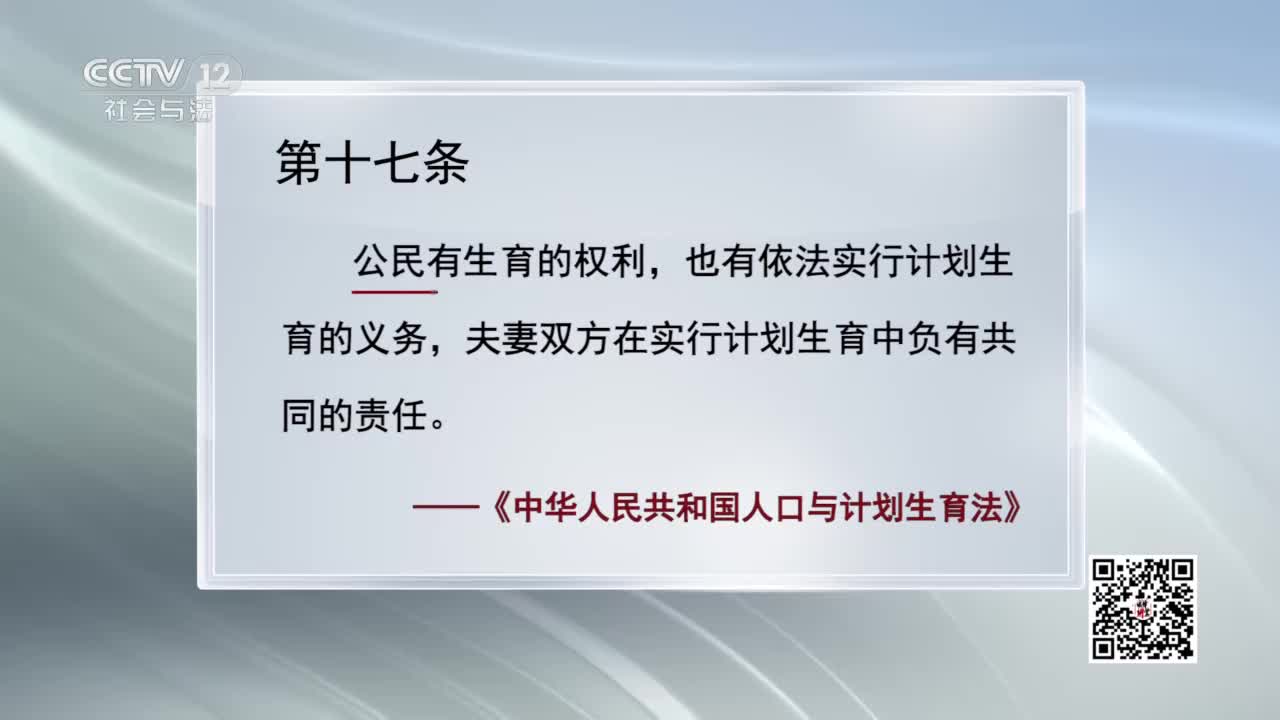 CCTV 12
社会与法
第十七条
公民有生育的权利，也有依法实行计划生
育的义务，夫妻双方在实行计划生育中负有共
同的责任。
——《中华人民共和国人口与计划生育法》